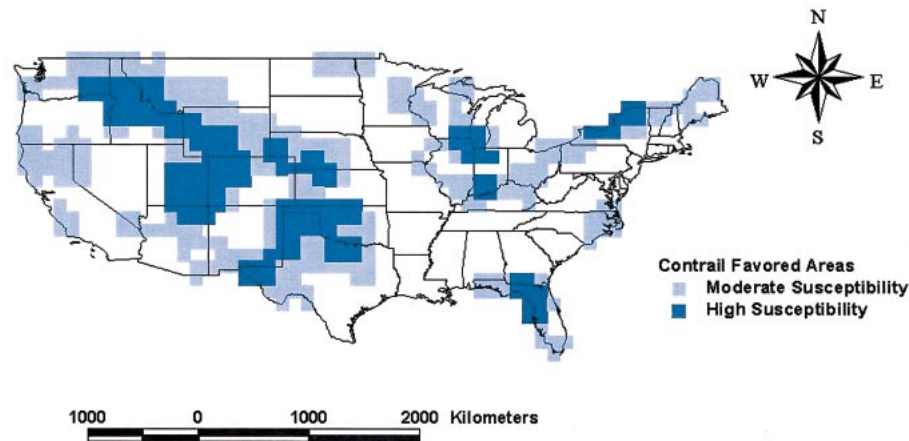 N
W E
S
Contrail Favored Areas
Moderate Susceptibility
High Susceptibility
1000 0 1000 2000 Kilometers